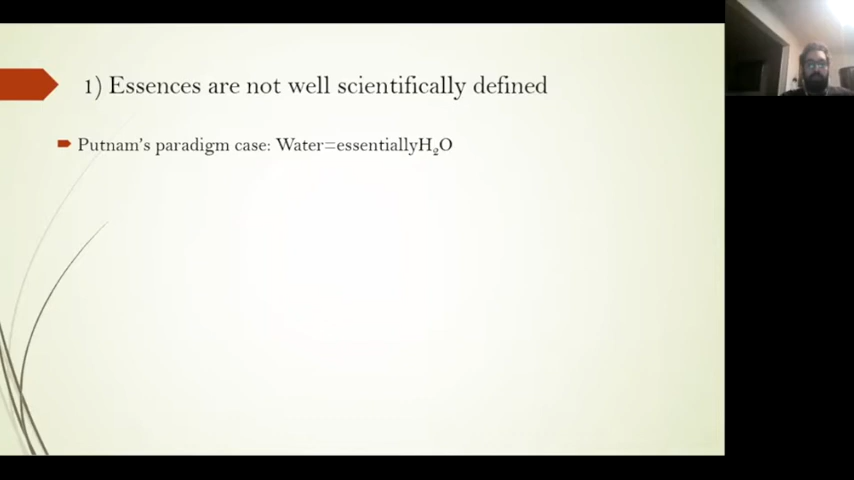 1) Essences are not well scientifically defined
Putnam's paradigm case: Water=essentiallyH₂O